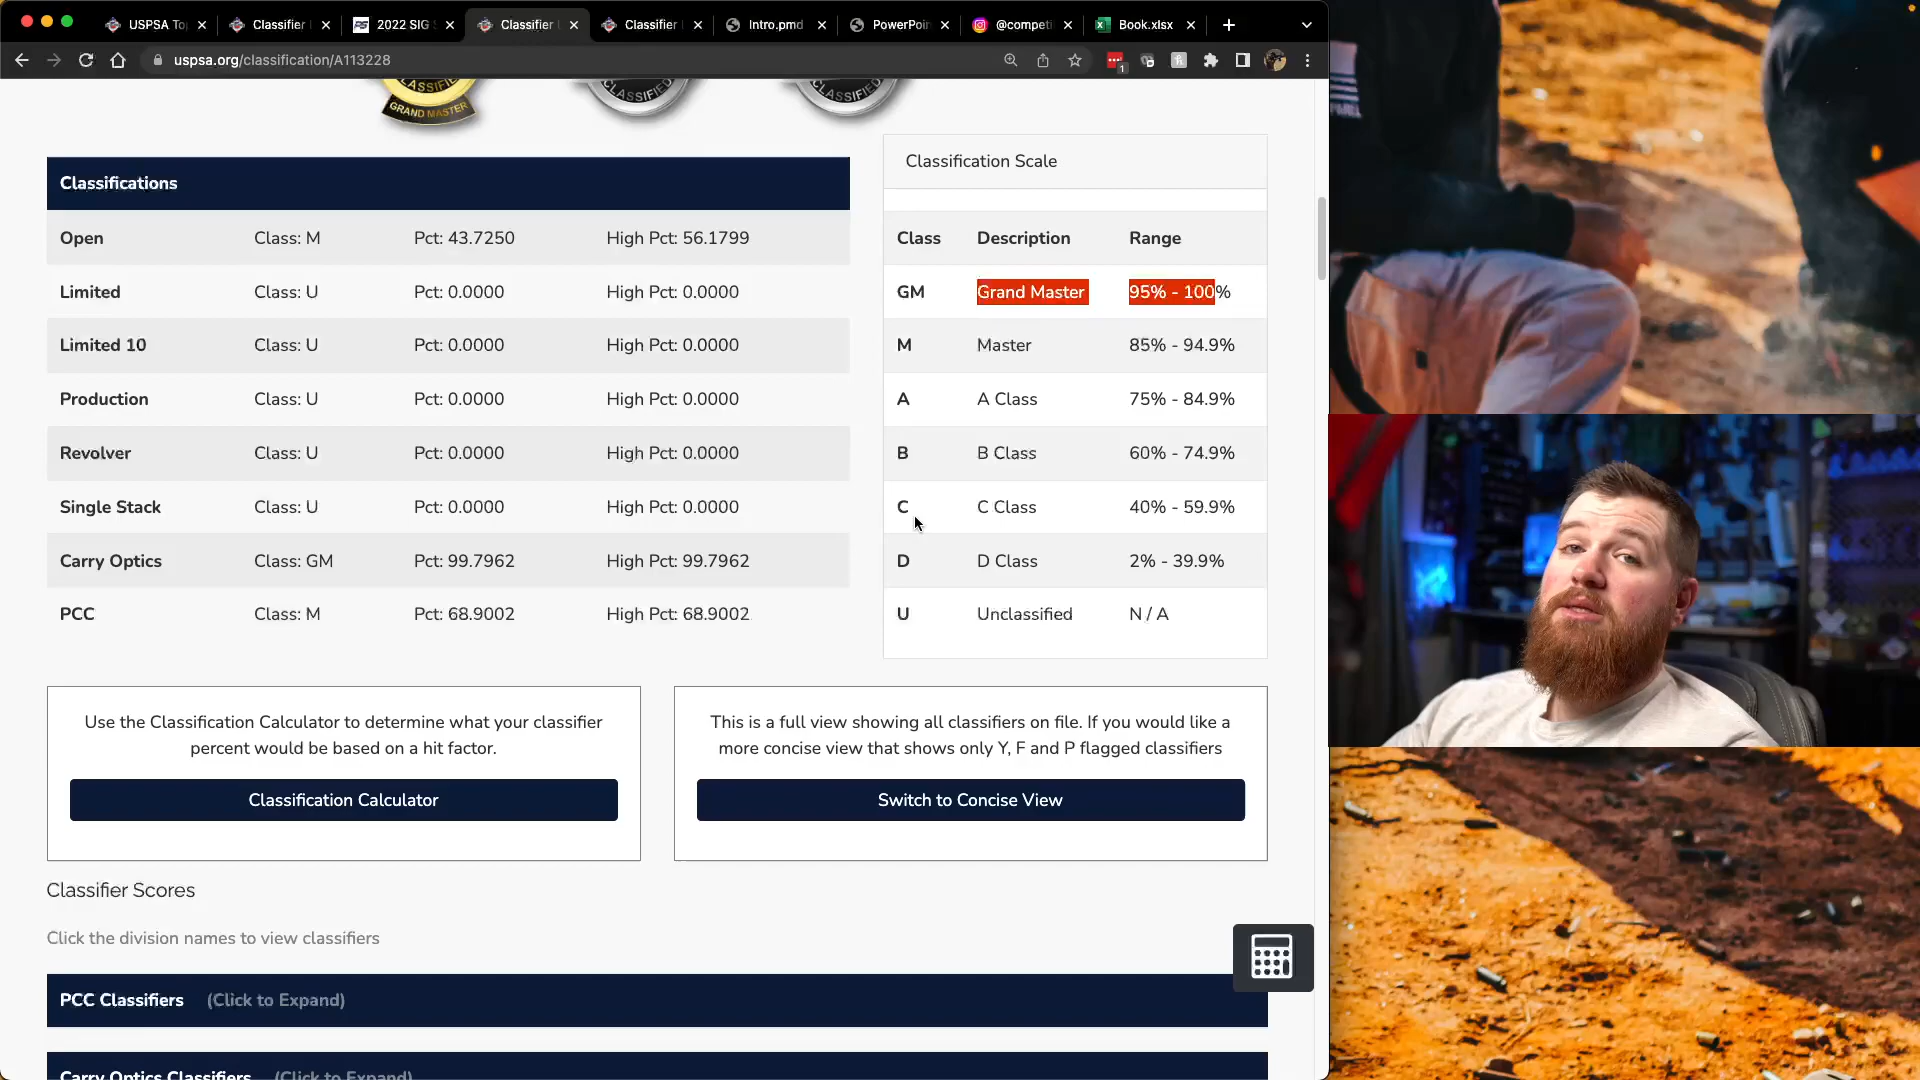 USPSA To
Classifier
2022 SIG
Classifier
Classifier
Intro.pmd
PowerPoi
@competi
Book.xlsx
uspsa.org/classification/A113228
1
CLASSIFIED
GRAND MASTER
CLASSIFIED
CLASSIFIED
Classifications
Open Class: M Pct: 43.7250 High Pct: 56.1799
Limited Class: U Pct: 0.0000 High Pct: 0.0000
Limited 10 Class: U Pct: 0.0000 High Pct: 0.0000
Production Class: U Pct: 0.0000 High Pct: 0.0000
Revolver Class: U Pct: 0.0000 High Pct: 0.0000
Single Stack Class: U Pct: 0.0000 High Pct: 0.0000
Carry Optics Class: GM Pct: 99.7962 High Pct: 99.7962
PCC Class: M Pct: 68.9002 High Pct: 68.9002
Classification Scale
Class Description Range
GM Grand Master 95% - 100%
M Master 85% - 94.9%
A A Class 75% - 84.9%
B B Class 60% - 74.9%
C C Class 40% - 59.9%
D D Class 2% - 39.9%
U Unclassified N / A
Use the Classification Calculator to determine what your classifier
percent would be based on a hit factor.
Classification Calculator
This is a full view showing all classifiers on file. If you would like a
more concise view that shows only Y, F and P flagged classifiers
Switch to Concise View
Classifier Scores
Click the division names to view classifiers
PCC Classifiers (Click to Expand)
Carry Optics Classifiers (Click to Expand)